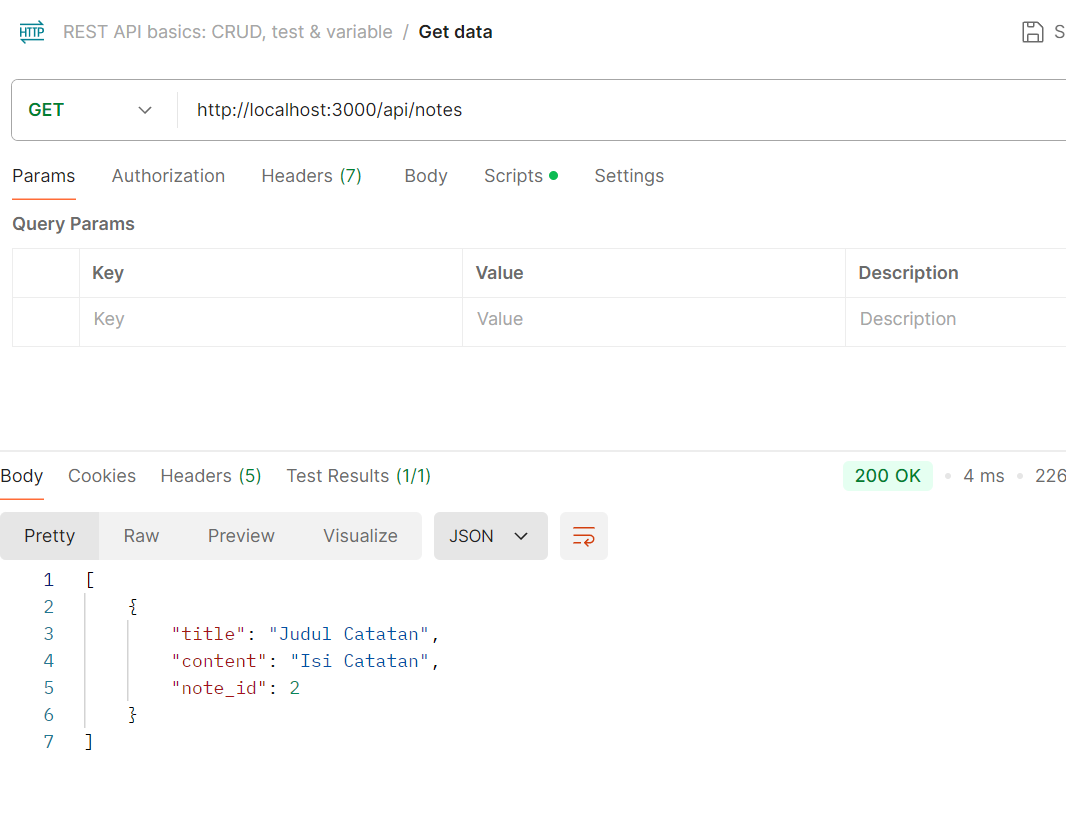 HTTP REST API basics: CRUD, test & variable / Get data S
GET http://localhost:3000/api/notes
Params Authorization Headers (7) Body Scripts Settings
Query Params
Key Value Description
Key Value Description
Body Cookies Headers (5) Test Results (1/1) 200 OK 4 ms 226
Pretty Raw Preview Visualize JSON
1 [
2 {
3 "title": "Judul Catatan",
4 "content": "Isi Catatan",
5 "note_id": 2
6 }
7 ]